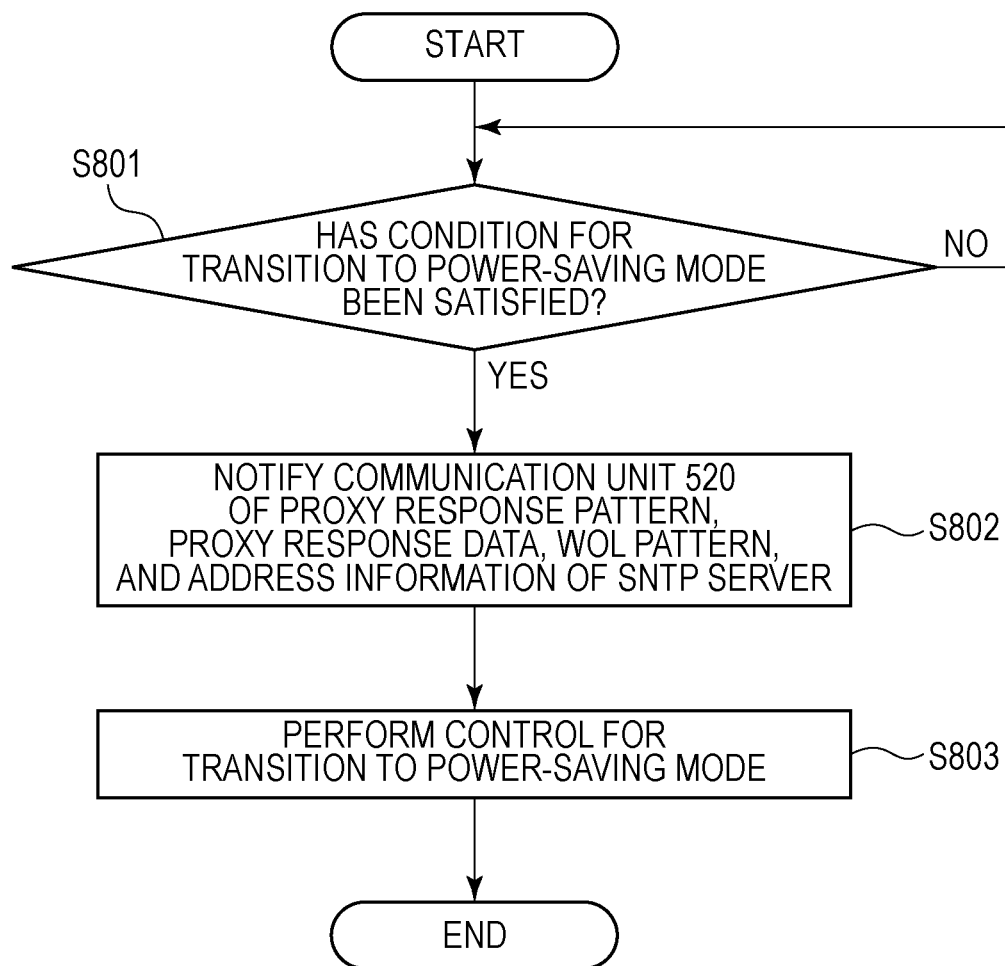 START
S801
HAS CONDITION FOR
TRANSITION TO POWER-SAVING MODE
BEEN SATISFIED?
NO
YES
NOTIFY COMMUNICATION UNIT 520
OF PROXY RESPONSE PATTERN,
PROXY RESPONSE DATA, WOL PATTERN,
AND ADDRESS INFORMATION OF SNTP SERVER
S802
PERFORM CONTROL FOR
TRANSITION TO POWER-SAVING MODE
S803
END